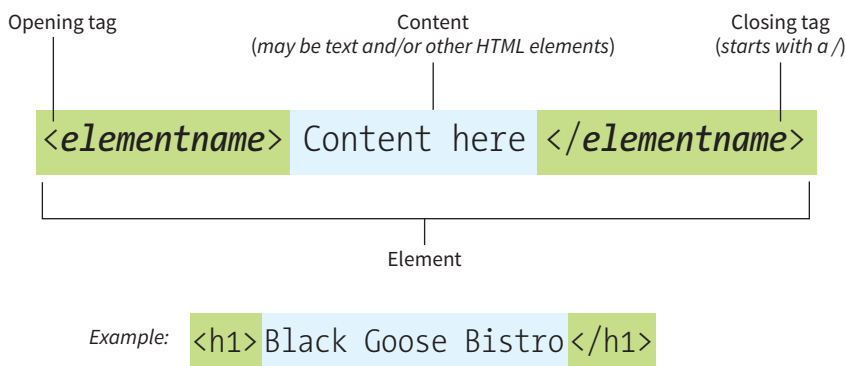 Opening tag
Content
(may be text and/or other HTML elements)
Closing tag
(starts with a /)
<elementname> Content here </elementname>
Element
Example: <h1>Black Goose Bistro</h1>